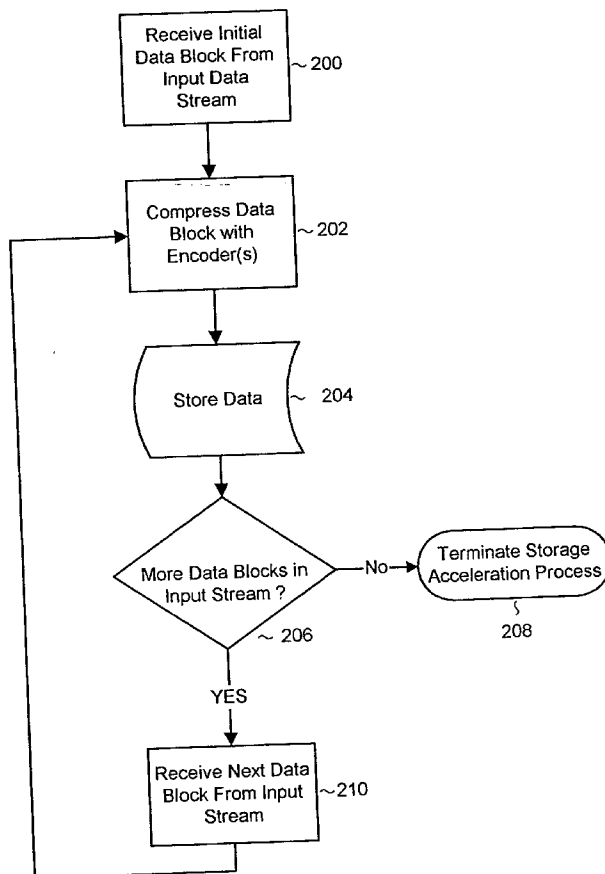 Receive Initial
Data Block From
Input Data
Stream
200
Compress Data
Block with
Encoder(s)
202
Store Data
204
More Data Blocks in
Input Stream ?
206
No
Terminate Storage
Acceleration Process
208
YES
Receive Next Data
Block From Input
Stream
210